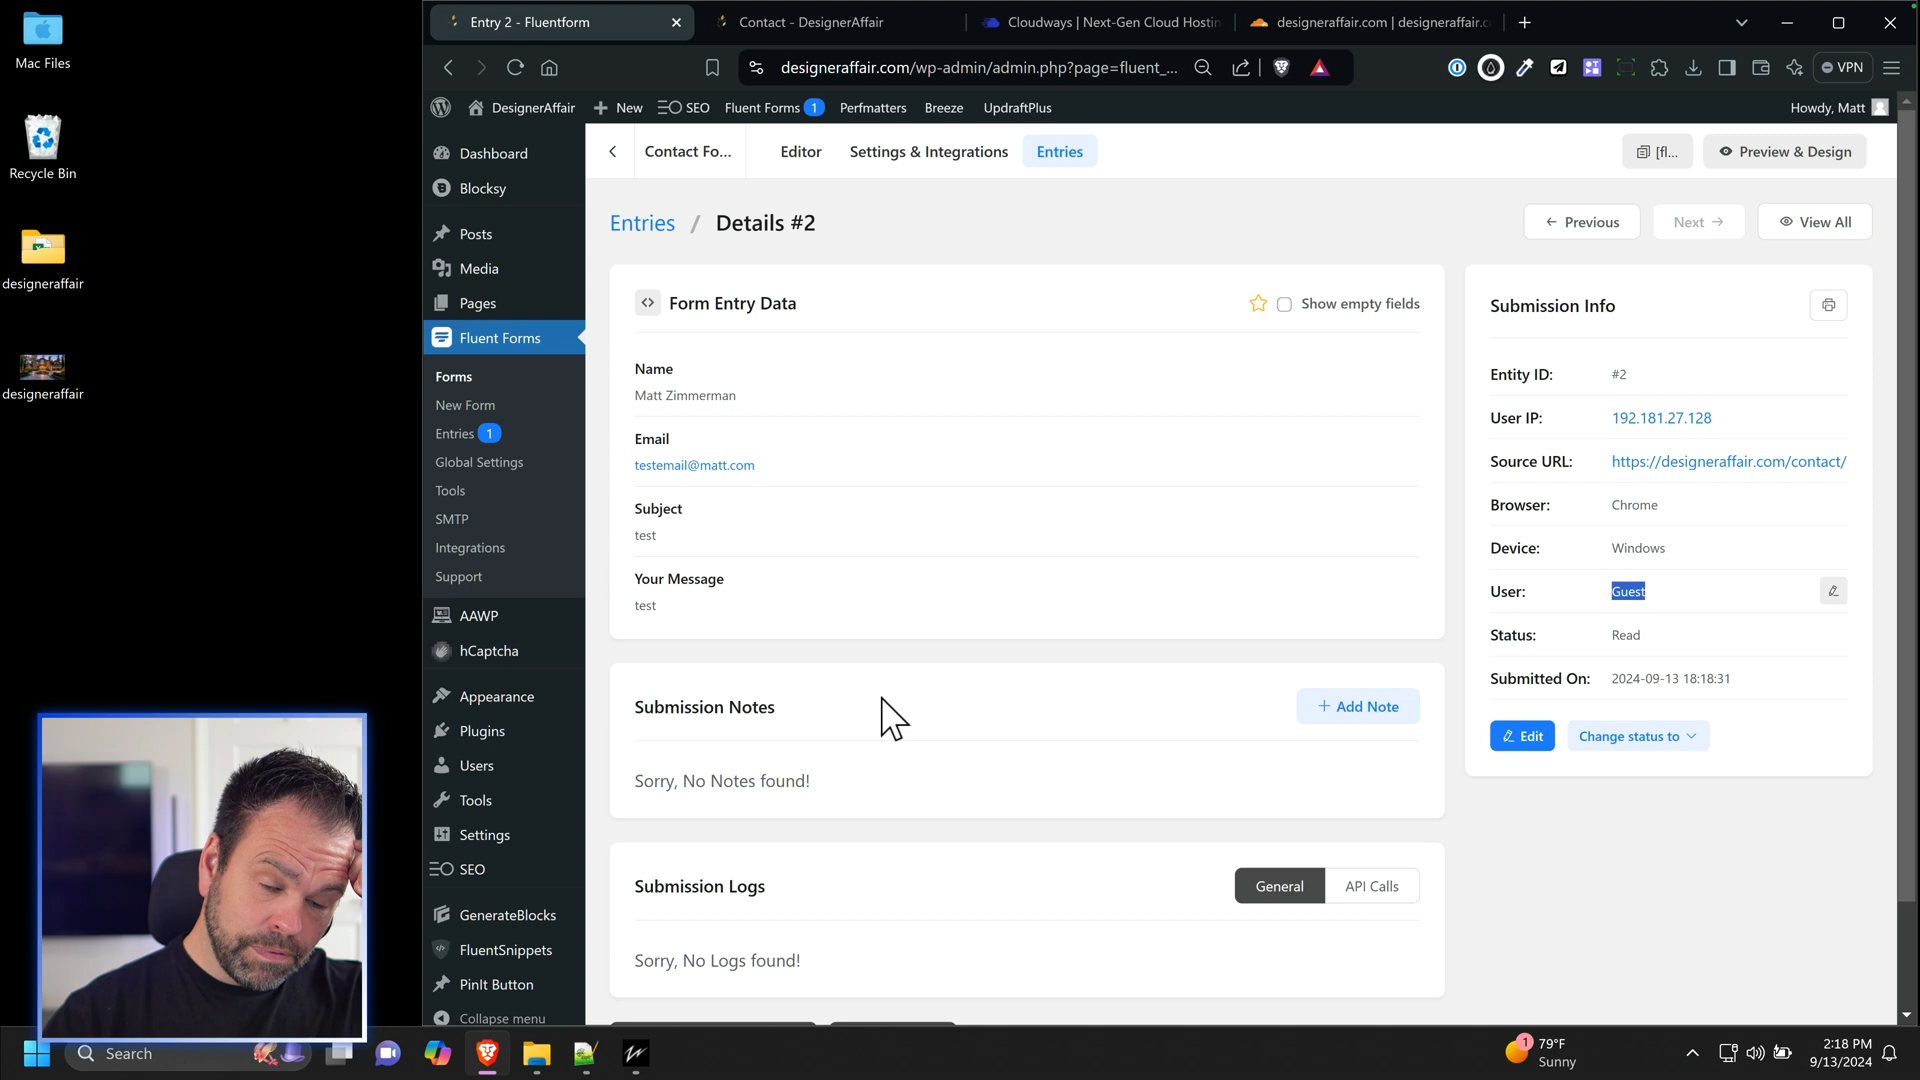 Mac Files
Recycle Bin
designeraffair
designeraffair
Entry 2 - Fluentform
Contact - DesignerAffair
Cloudways | Next-Gen Cloud Hostin
designeraffair.com | designeraffair.c
designeraffair.com/wp-admin/admin.php?page=fluent_...
VPN
DesignerAffair
New
SEO
Fluent Forms 1
Perfmatters
Breeze
UpdraftPlus
Howdy, Matt
Dashboard
Blocksy
Posts
Media
Pages
Fluent Forms
Forms
New Form
Entries 1
Global Settings
Tools
SMTP
Integrations
Support
AAWP
hCaptcha
Appearance
Plugins
Users
Tools
Settings
SEO
GenerateBlocks
FluentSnippets
PinIt Button
Collapse menu
Contact Fo...
Editor
Settings & Integrations
Entries
[fl...
Preview & Design
Entries / Details #2
Previous
Next
View All
Form Entry Data
Show empty fields
Name
Matt Zimmerman
Email
testemail@matt.com
Subject
test
Your Message
test
Submission Notes
Add Note
Sorry, No Notes found!
Submission Logs
General
API Calls
Sorry, No Logs found!
Submission Info
Entity ID: #2
User IP: 192.181.27.128
Source URL: https://designeraffair.com/contact/
Browser: Chrome
Device: Windows
User: Guest
Status: Read
Submitted On: 2024-09-13 18:18:31
Edit
Change status to
Search
1
79°F
Sunny
2:18 PM
9/13/2024